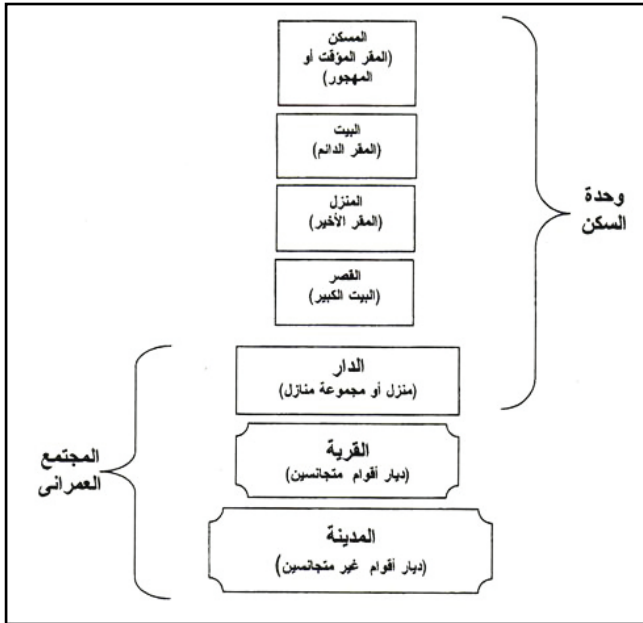 المسكن
(المقر المؤقت أو
المهجور)
البيت
(المقر الدائم)
المنزل
(المقر الأخير)
القصر
(البيت الكبير)
وحدة
السكن
الدار
(منزل أو مجموعة منازل)
القرية
(ديار أقوام متجانسين)
المدينة
(ديار أقوام غير متجانسين)
المجتمع
العمرانى